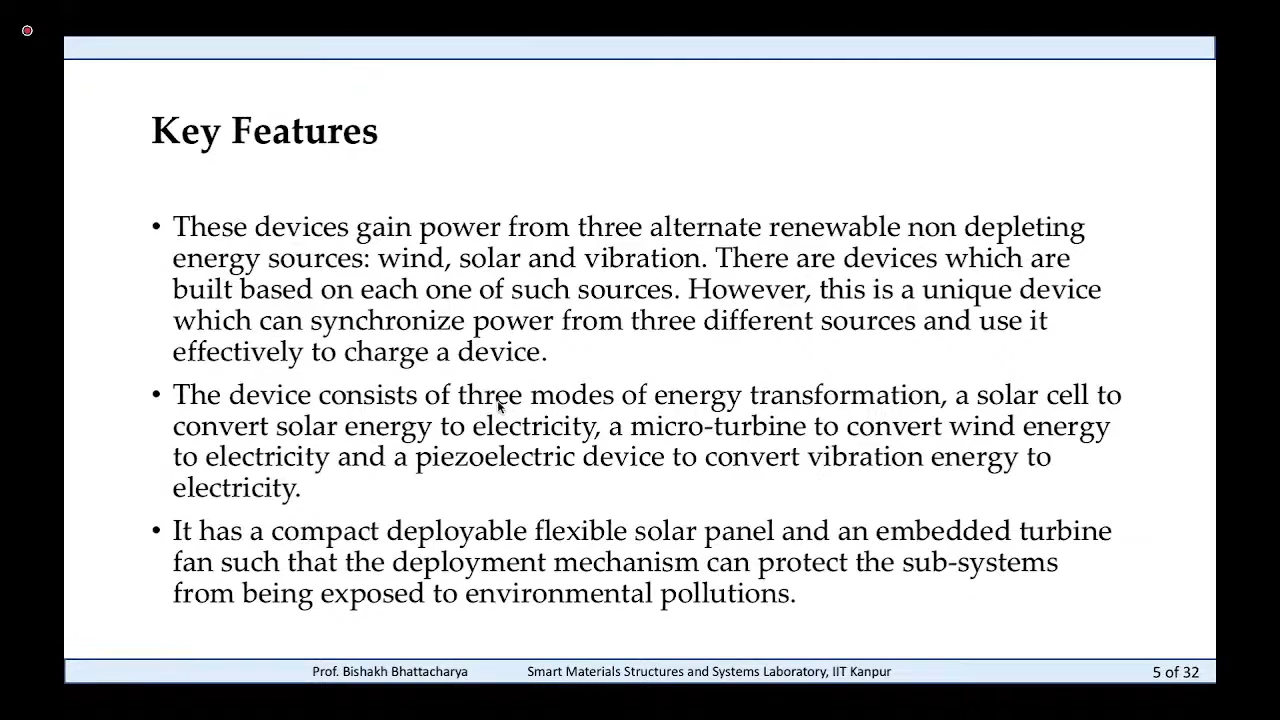 Key Features
• These devices gain power from three alternate renewable non depleting
energy sources: wind, solar and vibration. There are devices which are
built based on each one of such sources. However, this is a unique device
which can synchronize power from three different sources and use it
effectively to charge a device.
• The device consists of three modes of energy transformation, a solar cell to
convert solar energy to electricity, a micro-turbine to convert wind energy
to electricity and a piezoelectric device to convert vibration energy to
electricity.
• It has a compact deployable flexible solar panel and an embedded turbine
fan such that the deployment mechanism can protect the sub-systems
from being exposed to environmental pollutions.
Prof. Bishakh Bhattacharya Smart Materials Structures and Systems Laboratory, IIT Kanpur 5 of 32